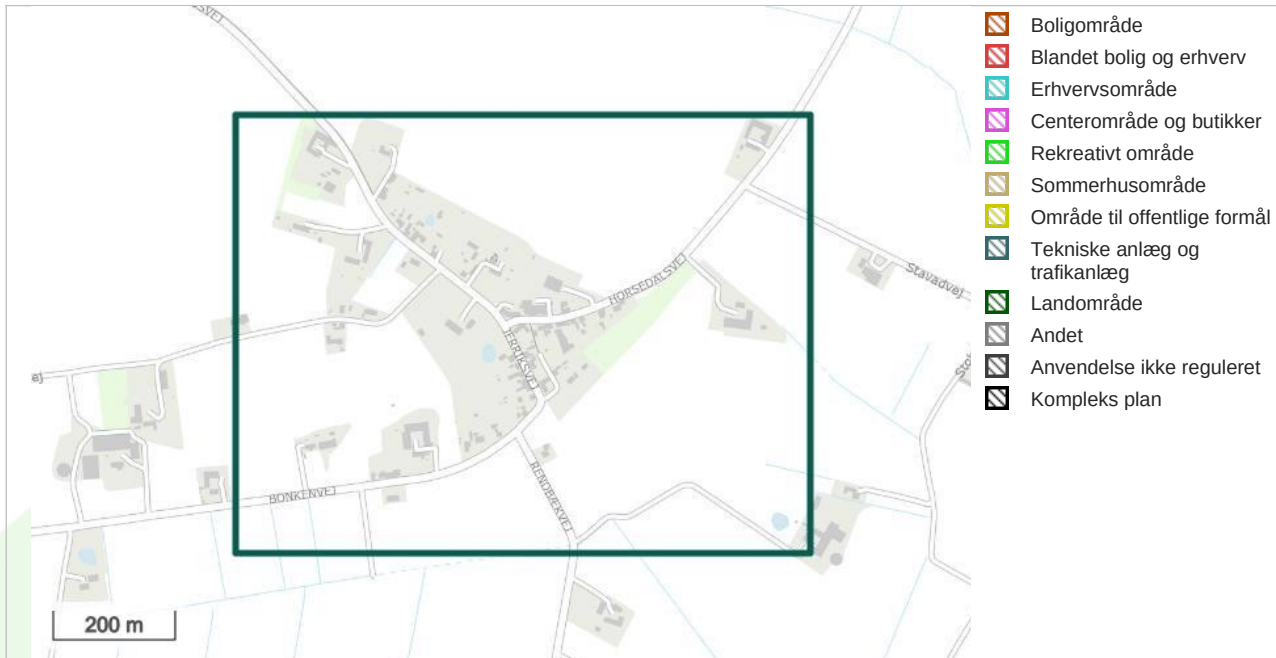 HORSEDALSVEJ
Stavadvej
JERRIKSVEJ
RENDBÆKVEJ
BONKENVEJ
200 m
Boligområde
Blandet bolig og erhverv
Erhvervsområde
Centerområde og butikker
Rekreativt område
Sommerhusområde
Område til offentlige formål
Tekniske anlæg og
trafikanlæg
Landområde
Andet
Anvendelse ikke reguleret
Kompleks plan